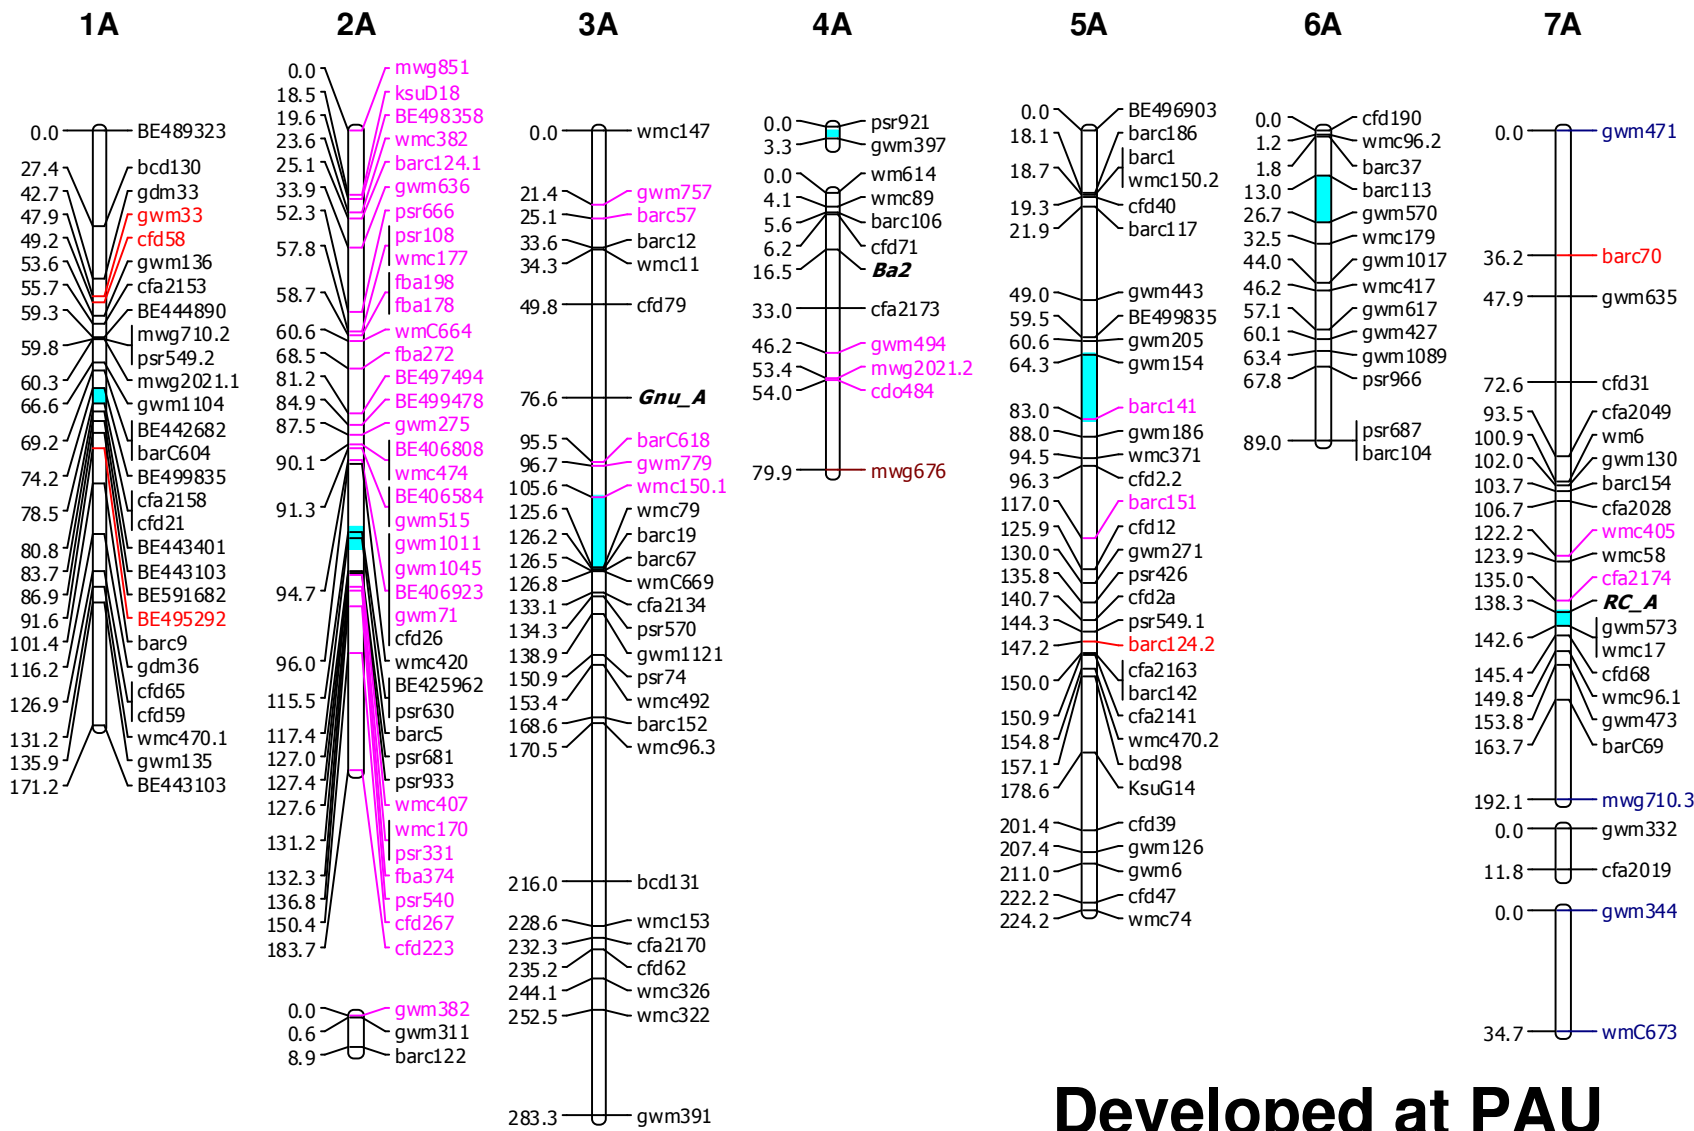 1A
2A
3A
4A
5A
6A
7A
0.0 BE489323
27.4 bcd130
42.7 gdm33
47.9 gwm33
49.2 cfd58
53.6 gwm136
55.7 cfa2153
59.3 BE444890
59.8 mwg710.2
psr549.2
60.3 mwg2021.1
66.6 gwm1104
69.2 BE442682
barC604
74.2 BE499835
78.5 cfa2158
cfd21
80.8 BE443401
83.7 BE443103
86.9 BE591682
91.6 BE495292
101.4 barc9
116.2 gdm36
126.9 cfd65
cfd59
131.2 wmc470.1
135.9 gwm135
171.2 BE443103
0.0 mwg851
18.5 ksuD18
19.6 BE498358
23.6 wmc382
25.1 barc124.1
33.9 gwm636
52.3 psr666
57.8 psr108
wmc177
58.7 fba198
fba178
60.6 wmC664
68.5 fba272
81.2 BE497494
84.9 BE499478
87.5 gwm275
90.1 BE406808
wmc474
91.3 BE406584
gwm515
94.7 gwm1011
gwm1045
BE406923
gwm71
cfd26
96.0 wmc420
115.5 BE425962
psr630
117.4 barc5
127.0 psr681
127.4 psr933
127.6 wmc407
131.2 wmc170
psr331
132.3 fba374
136.8 psr540
150.4 cfd267
183.7 cfd223
0.0 gwm382
0.6 gwm311
8.9 barc122
0.0 wmc147
21.4 gwm757
25.1 barc57
33.6 barc12
34.3 wmc11
49.8 cfd79
76.6 Gnu_A
95.5 barC618
96.7 gwm779
105.6 wmc150.1
125.6 wmc79
126.2 barc19
126.5 barc67
126.8 wmC669
133.1 cfa2134
134.3 psr570
138.9 gwm1121
150.9 psr74
153.4 wmc492
168.6 barc152
170.5 wmc96.3
216.0 bcd131
228.6 wmc153
232.3 cfa2170
235.2 cfd62
244.1 wmc326
252.5 wmc322
283.3 gwm391
0.0 psr921
3.3 gwm397
0.0 wm614
4.1 wmc89
5.6 barc106
6.2 cfd71
16.5 Ba2
33.0 cfa2173
46.2 gwm494
53.4 mwg2021.2
54.0 cdo484
79.9 mwg676
0.0 BE496903
18.1 barc186
18.7 barc1
wmc150.2
19.3 cfd40
21.9 barc117
49.0 gwm443
59.5 BE499835
60.6 gwm205
64.3 gwm154
83.0 barc141
88.0 gwm186
94.5 wmc371
96.3 cfd2.2
117.0 barc151
125.9 cfd12
130.0 gwm271
135.8 psr426
140.7 cfd2a
144.3 psr549.1
147.2 barc124.2
150.0 cfa2163
barc142
150.9 cfa2141
154.8 wmc470.2
157.1 bcd98
178.6 KsuG14
201.4 cfd39
207.4 gwm126
211.0 gwm6
222.2 cfd47
224.2 wmc74
0.0 cfd190
1.2 wmc96.2
1.8 barc37
13.0 barc113
26.7 gwm570
32.5 wmc179
44.0 gwm1017
46.2 wmc417
57.1 gwm617
60.1 gwm427
63.4 gwm1089
67.8 psr966
89.0 psr687
barc104
0.0 gwm471
36.2 barc70
47.9 gwm635
72.6 cfd31
93.5 cfa2049
100.9 wm6
102.0 gwm130
103.7 barc154
106.7 cfa2028
122.2 wmc405
123.9 wmc58
135.0 cfa2174
138.3 RC_A
142.6 gwm573
wmc17
145.4 cfd68
149.8 wmc96.1
153.8 gwm473
163.7 barC69
192.1 mwg710.3
0.0 gwm332
11.8 cfa2019
0.0 gwm344
34.7 wmC673
Developed at PAU